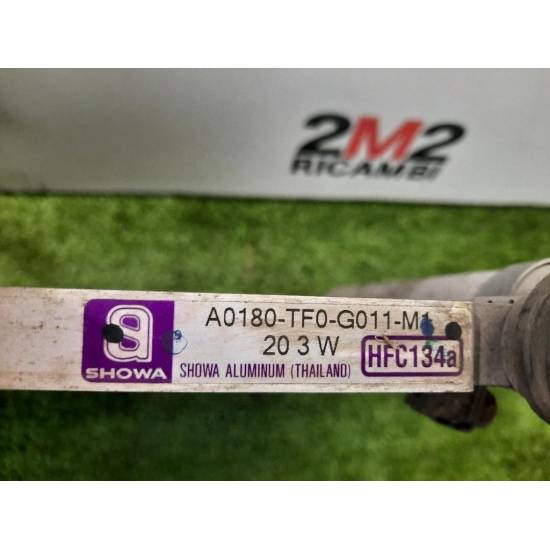 2M2
RICAMBI
A0180-TF0-G011-M1
20 3 W
HFC134a
SHOWA
SHOWA ALUMINUM (THAILAND)